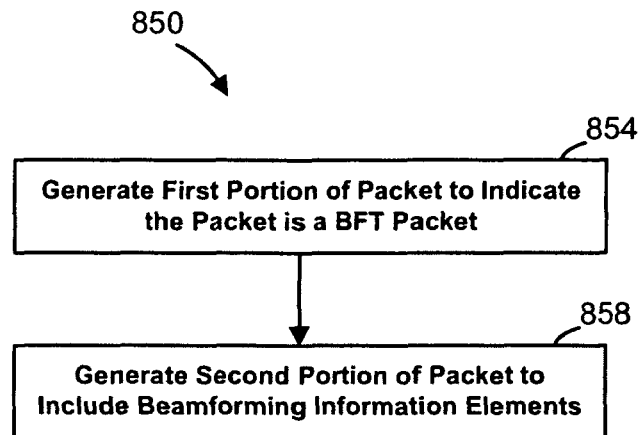 850
854
Generate First Portion of Packet to Indicate
the Packet is a BFT Packet
858
Generate Second Portion of Packet to
Include Beamforming Information Elements